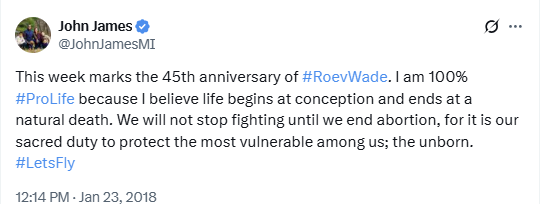 John James
@JohnJamesMI
This week marks the 45th anniversary of #RoevWade. I am 100%
#ProLife because I believe life begins at conception and ends at a
natural death. We will not stop fighting until we end abortion, for it is our
sacred duty to protect the most vulnerable among us; the unborn.
#LetsFly
12:14 PM · Jan 23, 2018